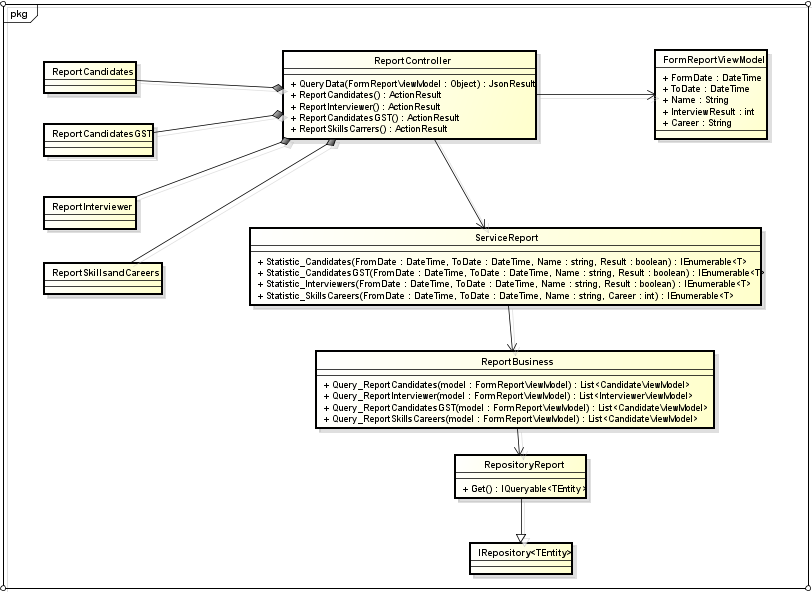 pkg
ReportController
+ QueryData(FormReportViewModel : Object) : JsonResult
+ ReportCandidates() : ActionResult
+ ReportInterviewer() : ActionResult
+ ReportCandidatesGST() : ActionResult
+ ReportSkillsCarrers() : ActionResult
FormReportViewModel
+ FormDate : DateTime
+ ToDate : DateTime
+ Name : String
+ InterviewResult : int
+ Career : String
ReportCandidates
ReportCandidatesGST
ReportInterviewer
ReportSkillsandCareers
ServiceReport
+ Statistic_Candidates(FromDate : DateTime, ToDate : DateTime, Name : string, Result : boolean) : IEnumerable<T>
+ Statistic_CandidatesGST(FromDate : DateTime, ToDate : DateTime, Name : string, Result : boolean) : IEnumerable<T>
+ Statistic_Interviewers(FromDate : DateTime, ToDate : DateTime, Name : string, Result : boolean) : IEnumerable<T>
+ Statistic_SkillsCareers(FromDate : DateTime, ToDate : DateTime, Name : string, Career : int) : IEnumerable<T>
ReportBusiness
+ Query_ReportCandidates(model : FormReportViewModel) : List<CandidateViewModel>
+ Query_ReportInterviewer(model : FormReportViewModel) : List<InterviewerViewModel>
+ Query_ReportCandidatesGST(model : FormReportViewModel) : List<CandidateViewModel>
+ Query_ReportSkillsCareers(model : FormReportViewModel) : List<CandidateViewModel>
RepositoryReport
+ Get() : IQueryable<TEntity>
IRepository<TEntity>